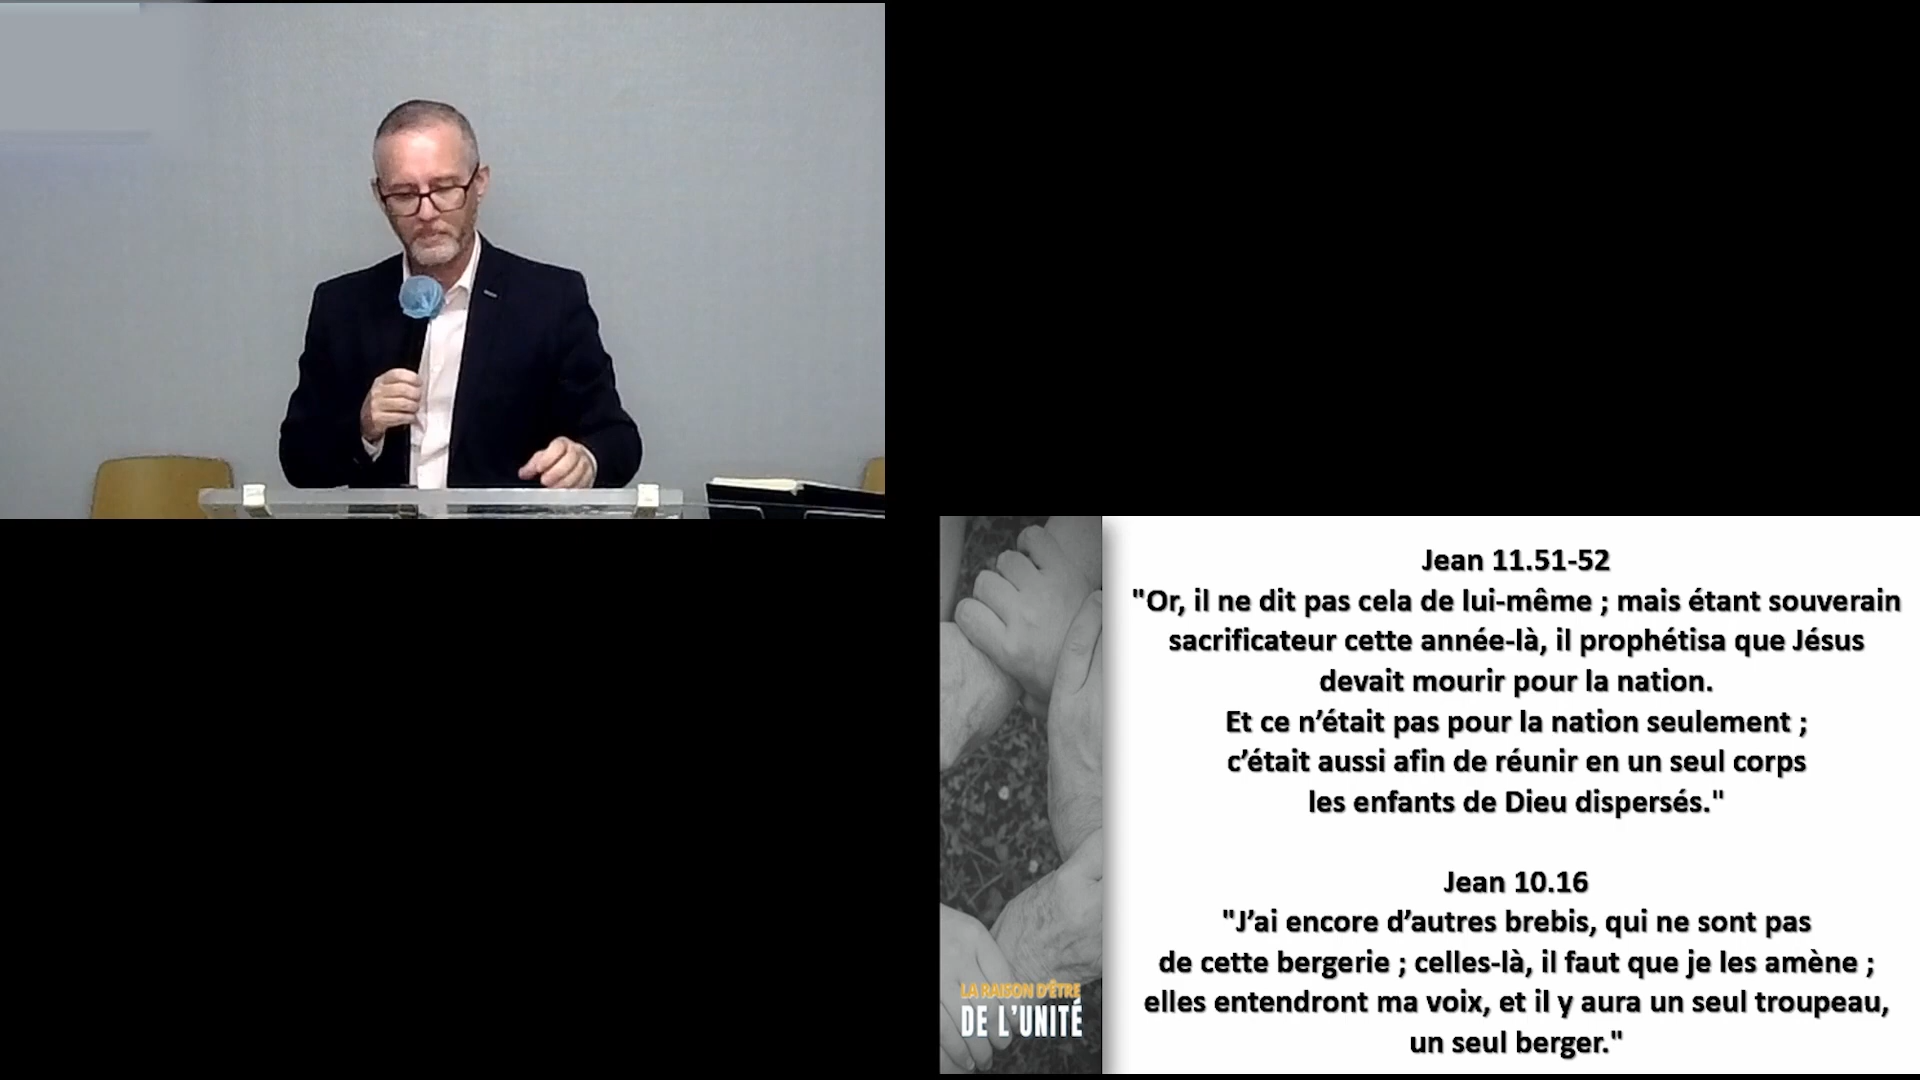 Jean 11.51-52
"Or, il ne dit pas cela de lui-même ; mais étant souverain
sacrificateur cette année-là, il prophétisa que Jésus
devait mourir pour la nation.
Et ce n’était pas pour la nation seulement ;
c’était aussi afin de réunir en un seul corps
les enfants de Dieu dispersés."
Jean 10.16
"J’ai encore d’autres brebis, qui ne sont pas
de cette bergerie ; celles-là, il faut que je les amène ;
elles entendront ma voix, et il y aura un seul troupeau,
un seul berger."
LA RAISON D'ÊTRE
DE L'UNITÉ